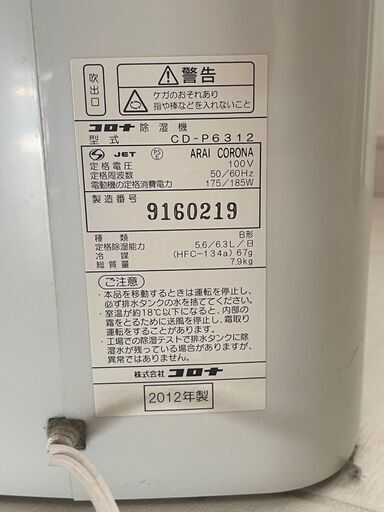 吹出口
警告
ケガのおそれあり
指や棒などを入れないこと
コロナ 除湿機
型式 CD-P6312
JET PSE ARAI CORONA
定格電圧 100V
定格周波数 50/60Hz
電動機の定格消費電力 175/185W
製造番号
9160219
種類 B形
定格除湿能力 5.6/6.3L/日
冷媒 (HFC-134a) 67g
総質量 7.9kg
ご注意
・本品を移動するときは運転を停止し、
必ず排水タンクの水を捨ててください。
・室温が約18℃以下になると、内部の
霜をとるために送風を停止し、霜取り
運転をすることがあります。
・工場での除湿テストで排水タンクに除
湿水が残っている場合がありますが、
異常ではありません。
株式会社 コロナ
2012年製